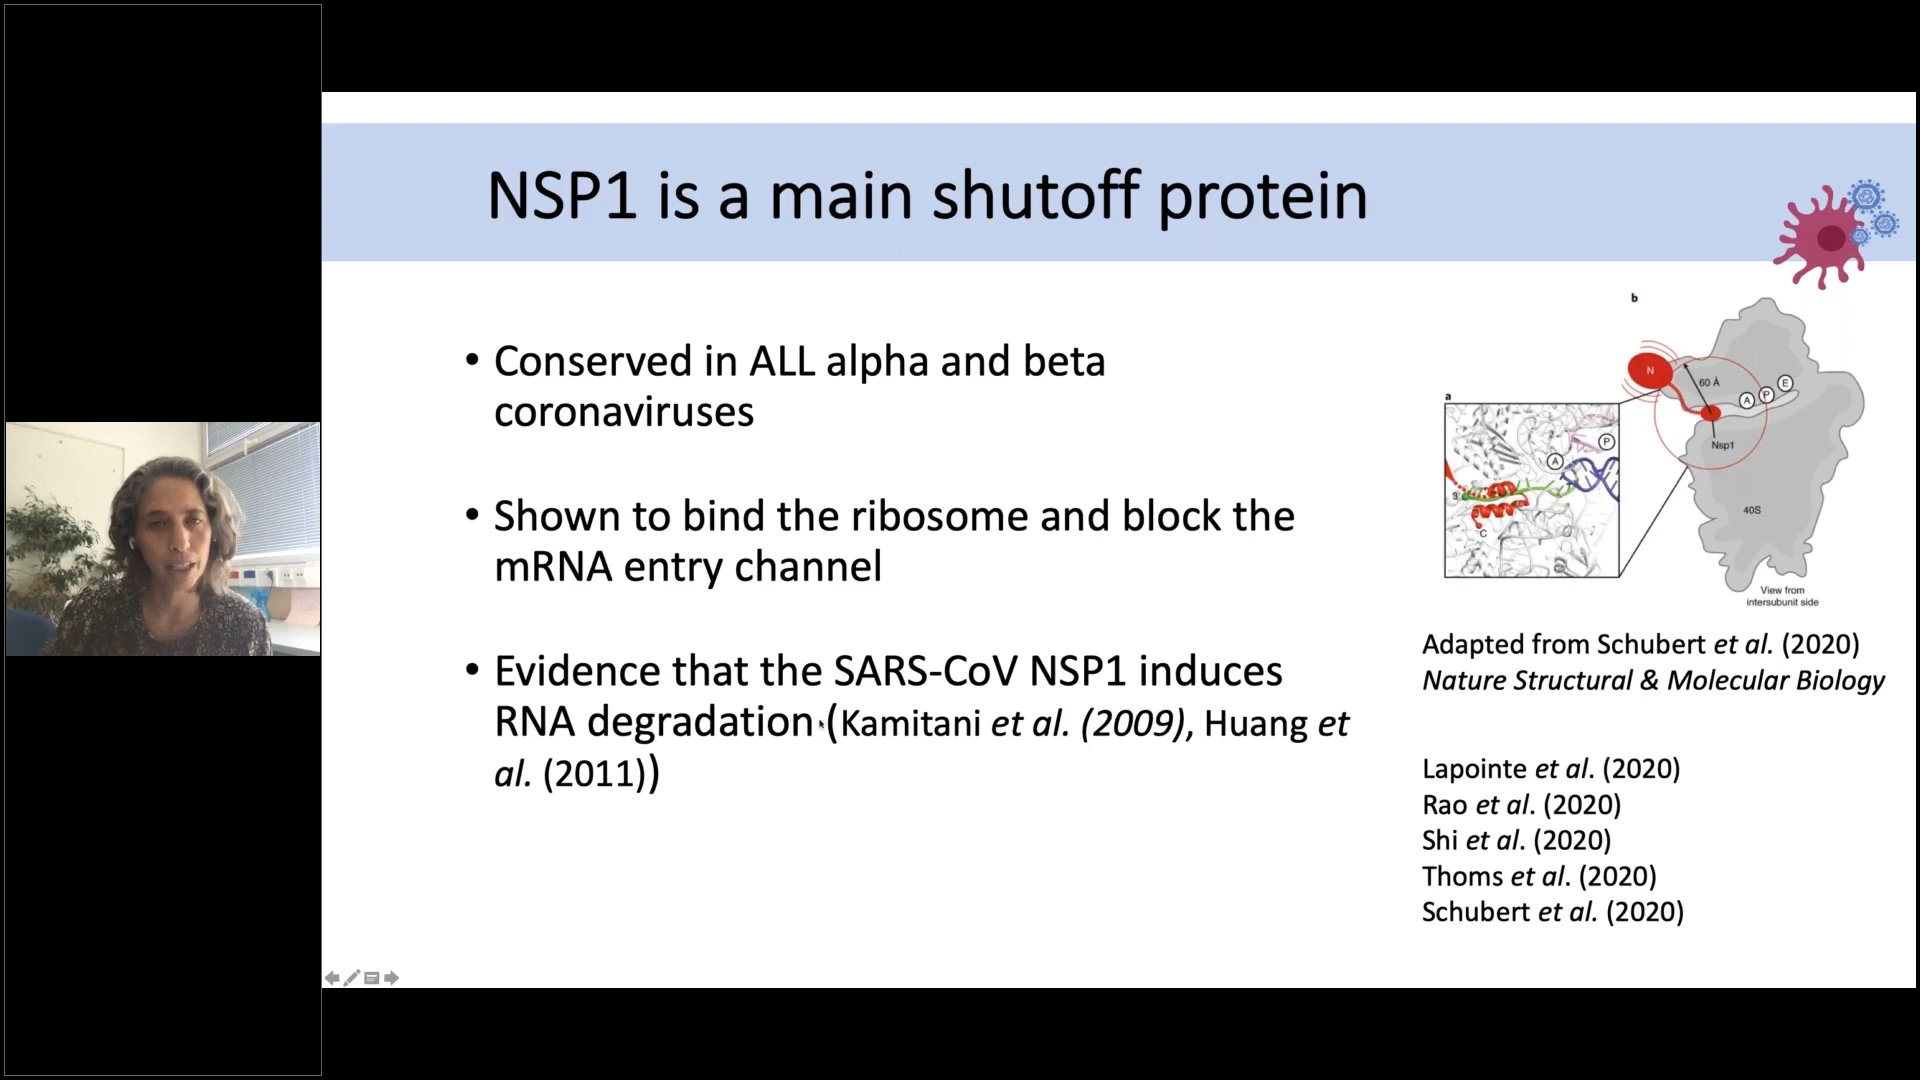 NSP1 is a main shutoff protein
• Conserved in ALL alpha and beta
coronaviruses
• Shown to bind the ribosome and block the
mRNA entry channel
• Evidence that the SARS-CoV NSP1 induces
RNA degradation (Kamitani et al. (2009), Huang et
al. (2011))
b
N
60 Å
A
P
E
Nsp1
40S
View from
intersubunit side
a
P
A
3
C
Adapted from Schubert et al. (2020)
Nature Structural & Molecular Biology
Lapointe et al. (2020)
Rao et al. (2020)
Shi et al. (2020)
Thoms et al. (2020)
Schubert et al. (2020)